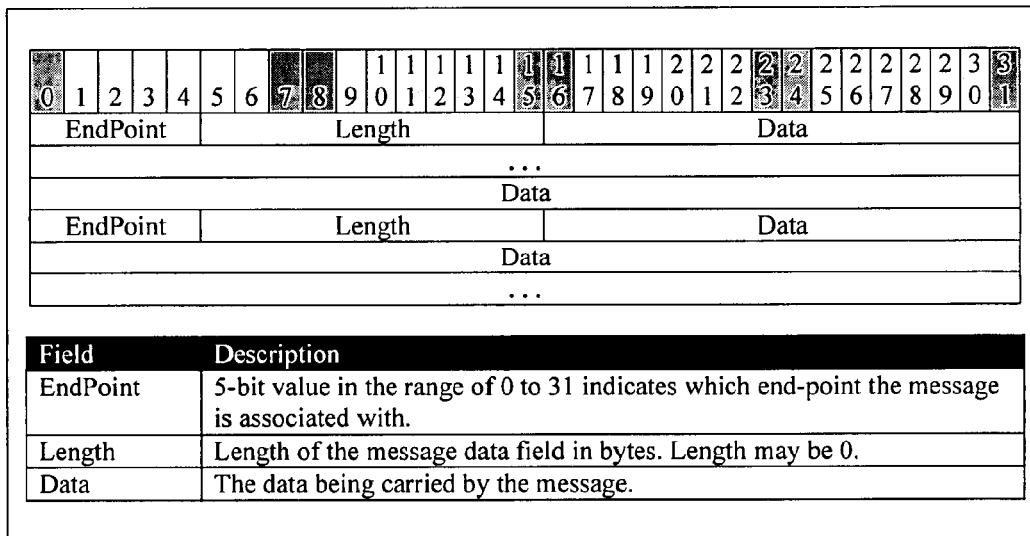 1 1 1 1 1 1 1 1 1 1 2 2 2 2 2 2 2 2 2 2 3 3
0 1 2 3 4 5 6 7 8 9 0 1 2 3 4 5 6 7 8 9 0 1 2 3 4 5 6 7 8 9 0 1
EndPoint Length Data
...
Data
EndPoint Length Data
Data
...
Field Description
EndPoint 5-bit value in the range of 0 to 31 indicates which end-point the message
is associated with.
Length Length of the message data field in bytes. Length may be 0.
Data The data being carried by the message.